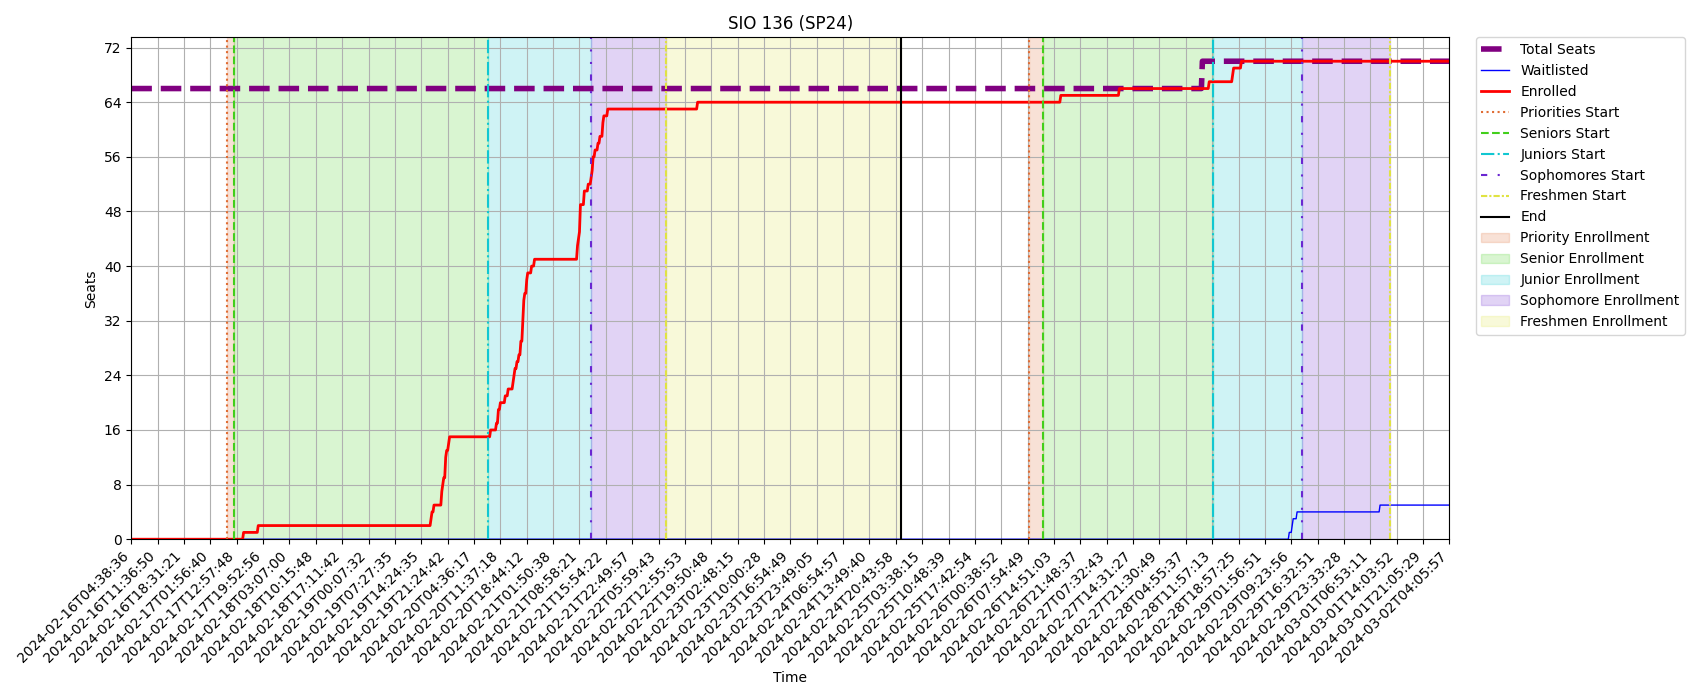 SIO 136 (SP24)
72
64
56
48
40
32
24
16
8
0
Seats
2024-02-16T04:38:36
2024-02-16T11:36:50
2024-02-16T18:31:21
2024-02-17T01:56:40
2024-02-17T12:57:48
2024-02-17T19:52:56
2024-02-18T03:07:00
2024-02-18T10:15:48
2024-02-18T17:11:42
2024-02-19T00:07:32
2024-02-19T07:27:35
2024-02-19T14:24:35
2024-02-19T21:24:42
2024-02-20T04:36:17
2024-02-20T11:37:18
2024-02-20T18:44:12
2024-02-21T01:50:38
2024-02-21T08:58:21
2024-02-21T15:54:22
2024-02-21T22:49:57
2024-02-22T05:59:43
2024-02-22T12:55:53
2024-02-22T19:50:48
2024-02-23T02:48:15
2024-02-23T10:00:28
2024-02-23T16:54:49
2024-02-23T23:49:05
2024-02-24T06:54:57
2024-02-24T13:49:40
2024-02-24T20:43:58
2024-02-25T03:38:15
2024-02-25T10:48:39
2024-02-25T17:42:54
2024-02-26T00:38:52
2024-02-26T07:54:49
2024-02-26T14:51:03
2024-02-26T21:48:37
2024-02-27T07:32:43
2024-02-27T14:31:27
2024-02-27T21:30:49
2024-02-28T04:55:37
2024-02-28T11:57:13
2024-02-28T18:57:25
2024-02-29T01:56:51
2024-02-29T09:23:56
2024-02-29T16:32:51
2024-02-29T23:33:28
2024-03-01T06:53:11
2024-03-01T14:03:52
2024-03-01T21:05:29
2024-03-02T04:05:57
Time
Total Seats
Waitlisted
Enrolled
Priorities Start
Seniors Start
Juniors Start
Sophomores Start
Freshmen Start
End
Priority Enrollment
Senior Enrollment
Junior Enrollment
Sophomore Enrollment
Freshmen Enrollment